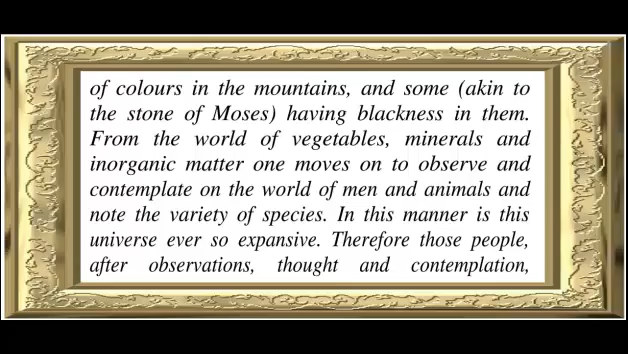 of colours in the mountains, and some (akin to
the stone of Moses) having blackness in them.
From the world of vegetables, minerals and
inorganic matter one moves on to observe and
contemplate on the world of men and animals and
note the variety of species. In this manner is this
universe ever so expansive. Therefore those people,
after observations, thought and contemplation,